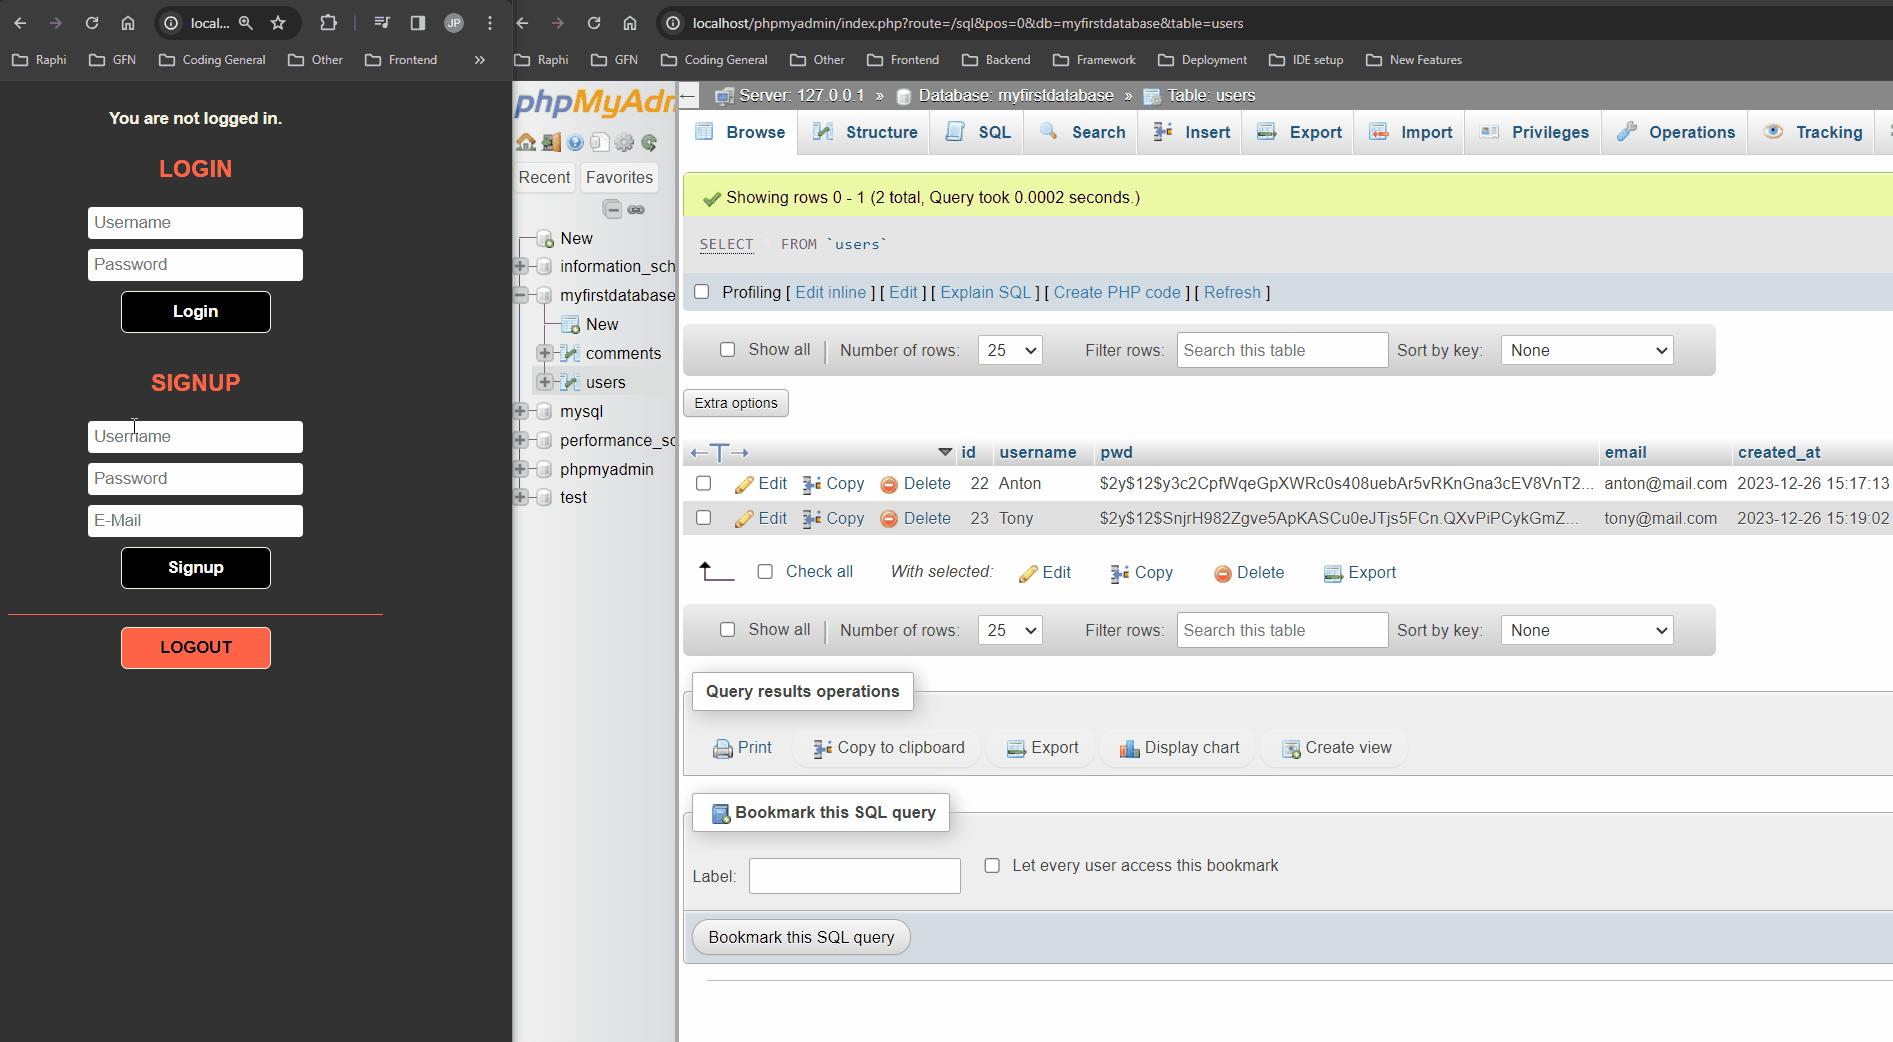 local...
JP
Raphi GFN Coding General Other Frontend »
You are not logged in.
LOGIN
Username
Password
Login
SIGNUP
Username
Password
E-Mail
Signup
LOGOUT
localhost/phpmyadmin/index.php?route=/sql&pos=0&db=myfirstdatabase&table=users
Raphi GFN Coding General Other Frontend Backend Framework Deployment IDE setup New Features
phpMyAdm
Recent Favorites
New
information_sch
myfirstdatabase
New
comments
users
mysql
performance_sc
phpmyadmin
test
Server: 127.0.0.1 » Database: myfirstdatabase » Table: users
Browse Structure SQL Search Insert Export Import Privileges Operations Tracking
Showing rows 0 - 1 (2 total, Query took 0.0002 seconds.)
SELECT * FROM `users`
Profiling [ Edit inline ] [ Edit ] [ Explain SQL ] [ Create PHP code ] [ Refresh ]
Show all Number of rows: 25 Filter rows: Search this table Sort by key: None
Extra options
id username pwd email created_at
Edit Copy Delete 22 Anton $2y$12$y3c2CpfWqeGpXWRc0s408uebAr5vRKnGna3cEV8VnT2... anton@mail.com 2023-12-26 15:17:13
Edit Copy Delete 23 Tony $2y$12$SnjrH982Zgve5ApKASCu0eJTjs5FCn.QXvPiPCykGmZ... tony@mail.com 2023-12-26 15:19:02
Check all With selected: Edit Copy Delete Export
Show all Number of rows: 25 Filter rows: Search this table Sort by key: None
Query results operations
Print Copy to clipboard Export Display chart Create view
Bookmark this SQL query
Label: Let every user access this bookmark
Bookmark this SQL query